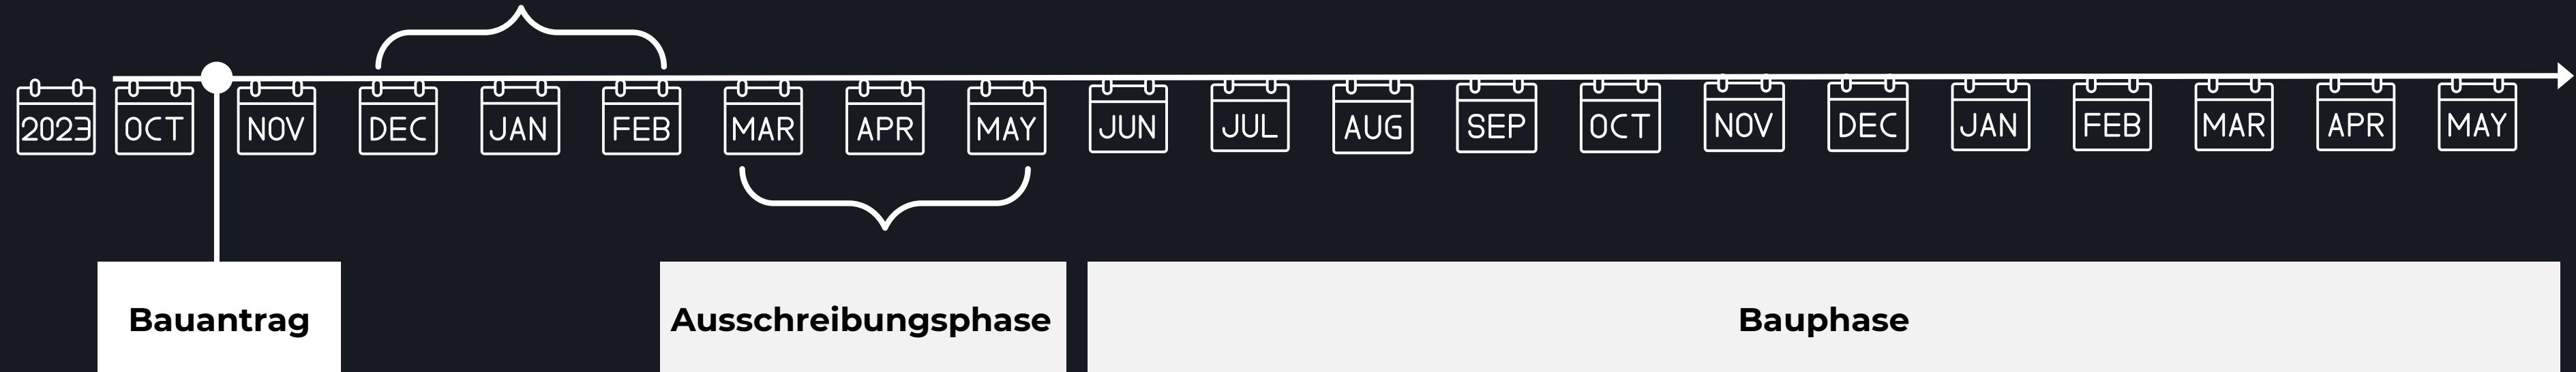 2023 OCT NOV DEC JAN FEB MAR APR MAY JUN JUL AUG SEP OCT NOV DEC JAN FEB MAR APR MAY
Bauantrag Ausschreibungsphase Bauphase